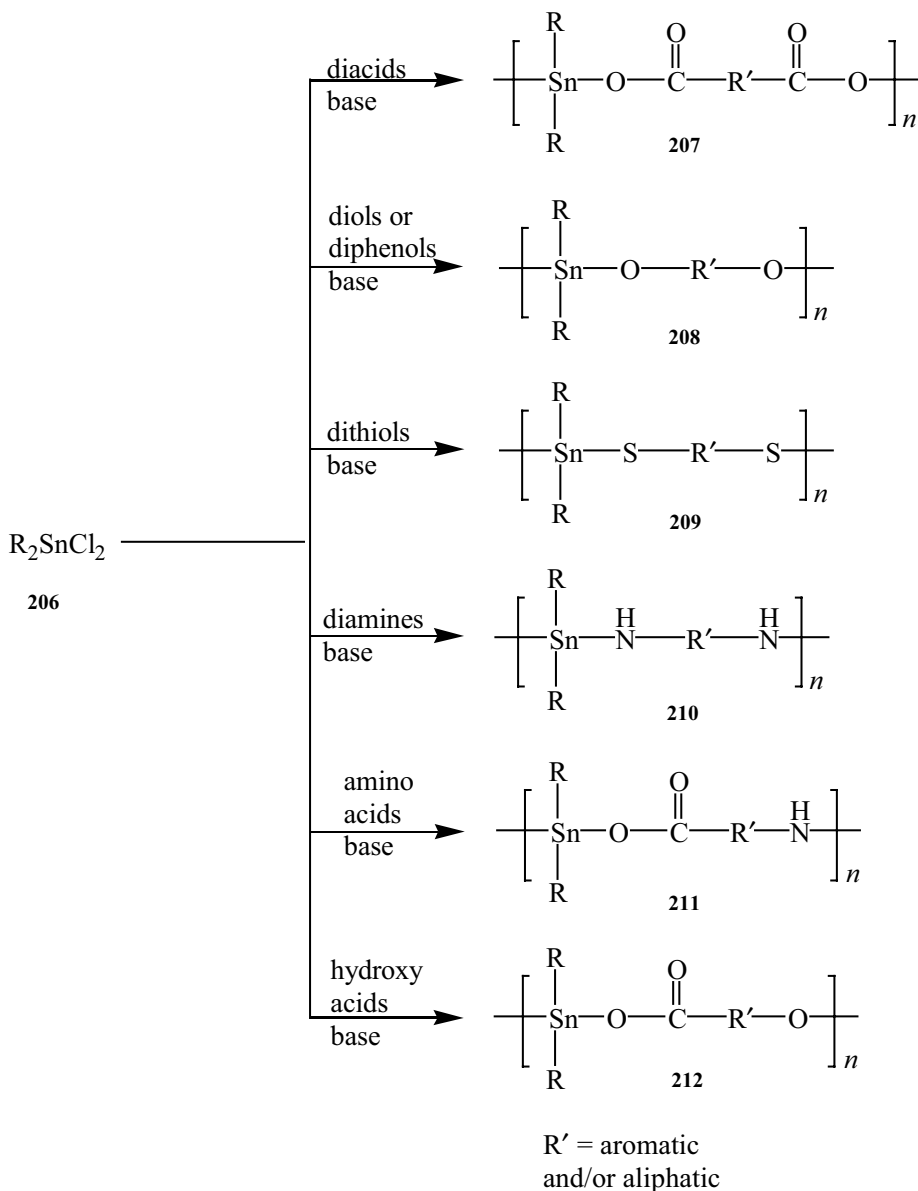 R O O
diacids
Sn O C R′ C O
base n
R 207
R
diols or
diphenols
Sn O R′ O
base n
R 208
R
dithiols
Sn S R′ S
base n
R 209
R₂SnCl₂
206
R
diamines H H
Sn N R′ N
base n
R 210
R O
amino
acids H
Sn O C R′ N
base n
R 211
R O
hydroxy
acids
Sn O C R′ O
base n
R 212
R′ = aromatic
and/or aliphatic